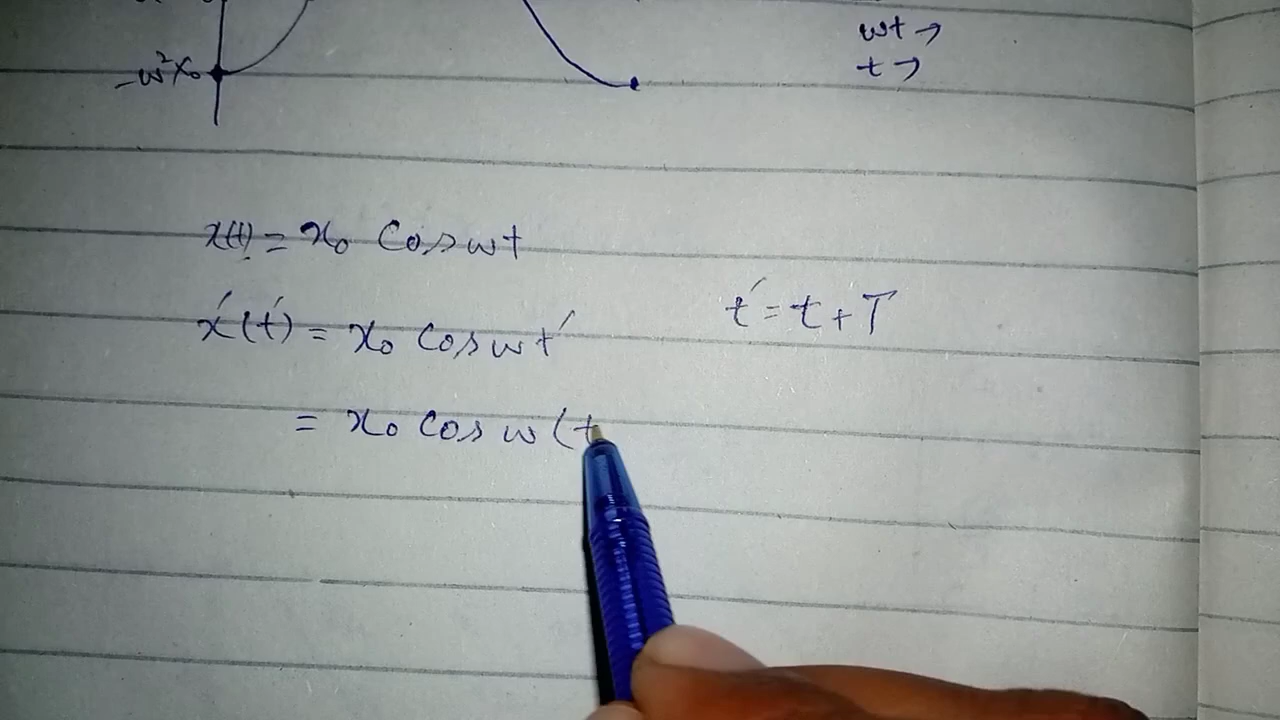 ωt →
-ω²x₀
t →
x(t) = x₀ Cos ωt
x′(t′) = x₀ Cos ωt′
t′ = t + T
= x₀ Cos ω (t